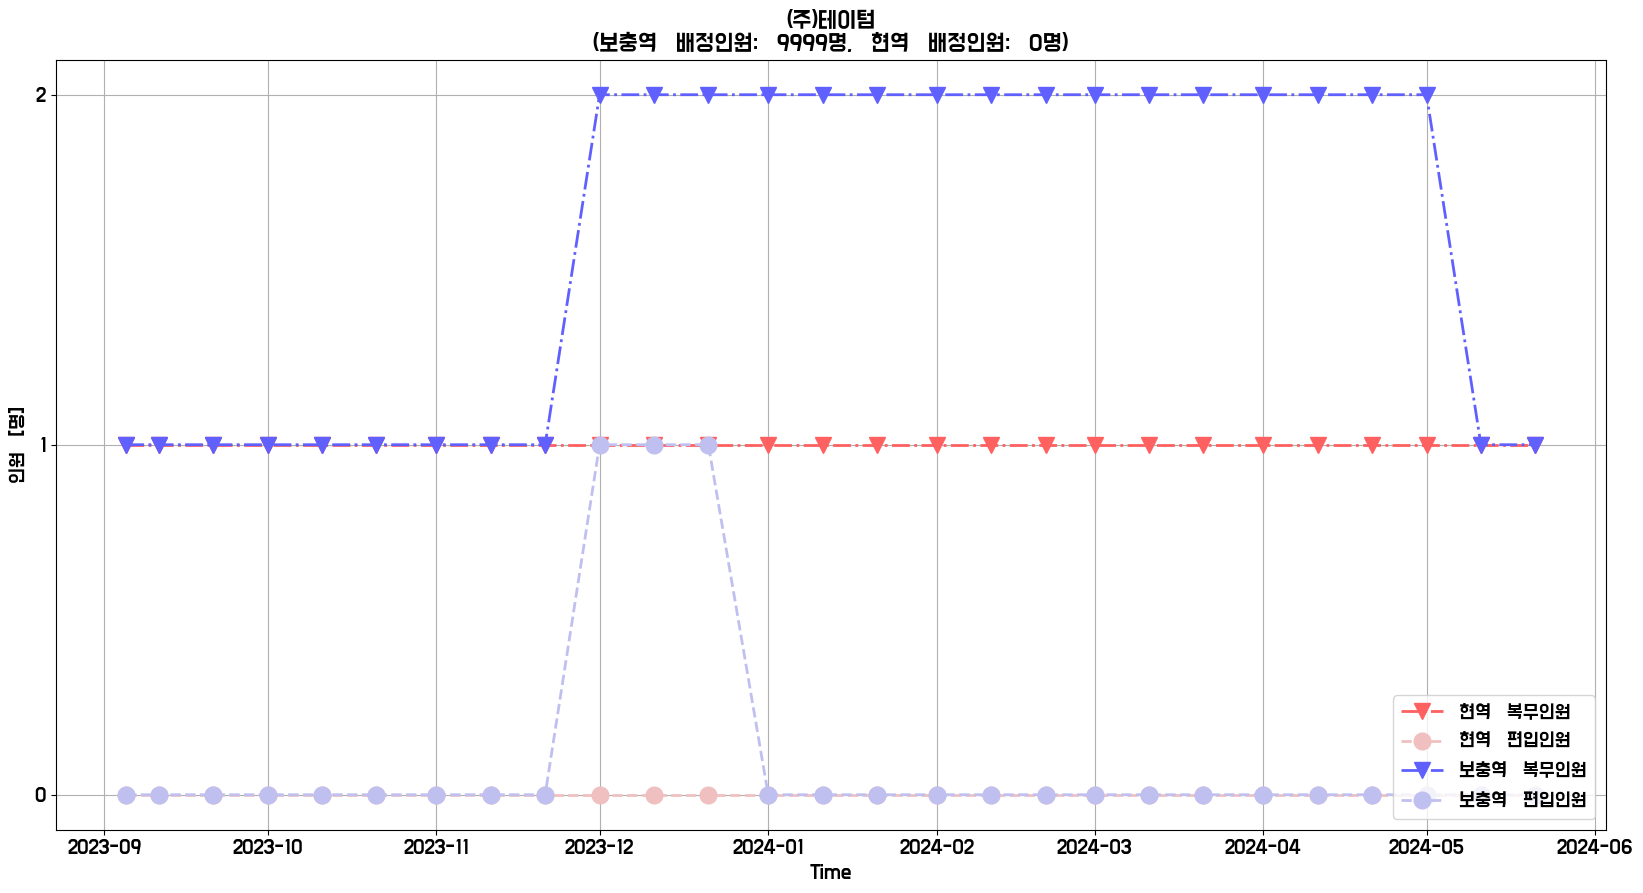 (주)테이텀
(보충역 배정인원: 9999명, 현역 배정인원: 0명)
2
1
0
인원 [명]
현역 복무인원
현역 편입인원
보충역 복무인원
보충역 편입인원
2023-09 2023-10 2023-11 2023-12 2024-01 2024-02 2024-03 2024-04 2024-05 2024-06
Time